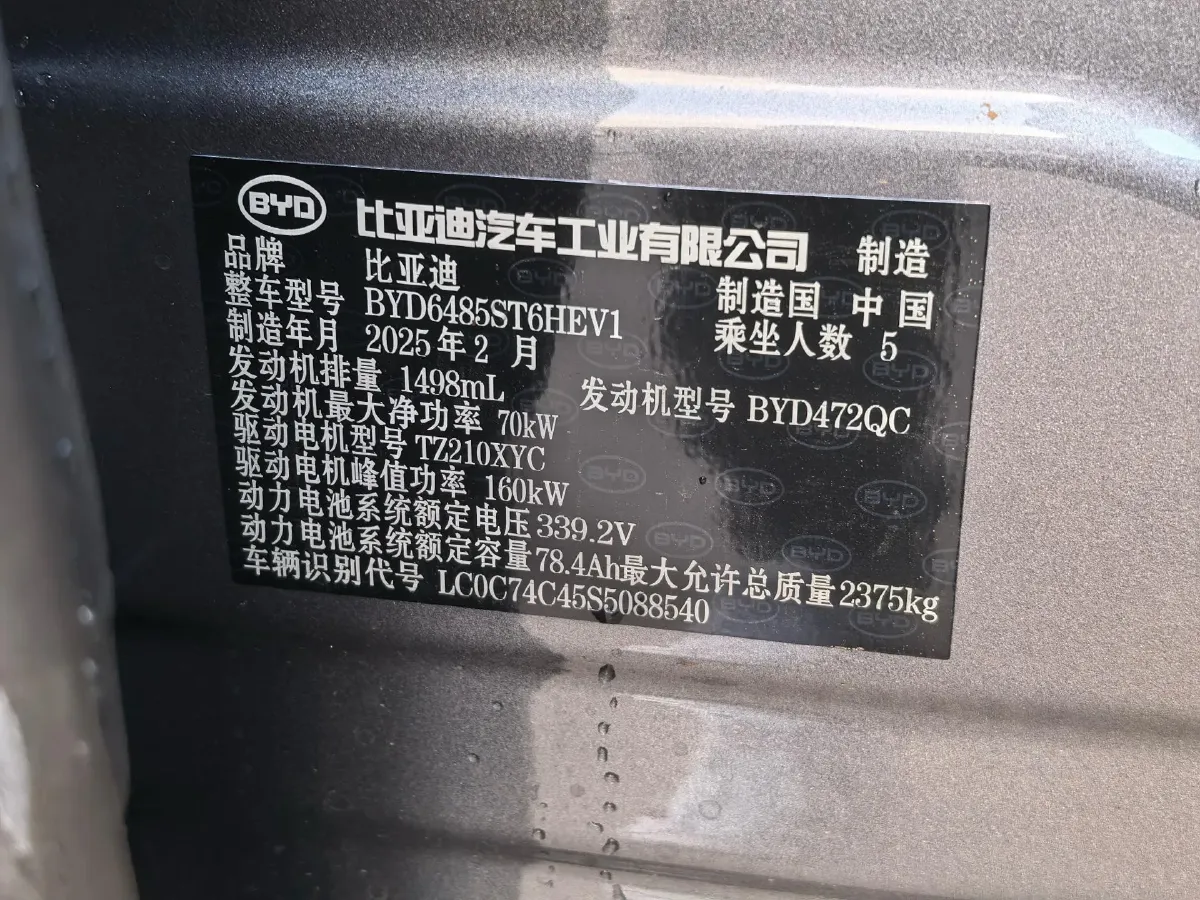 BYD 比亚迪汽车工业有限公司 制造
品牌 比亚迪 制造国 中国
整车型号 BYD6485ST6HEV1 乘坐人数 5
制造年月 2025年2月
发动机排量 1498mL 发动机型号 BYD472QC
发动机最大净功率 70kW
驱动电机型号 TZ210XYC
驱动电机峰值功率 160kW
动力电池系统额定电压 339.2V
动力电池系统额定容量 78.4Ah 最大允许总质量 2375kg
车辆识别代号 LC0C74C45S5088540